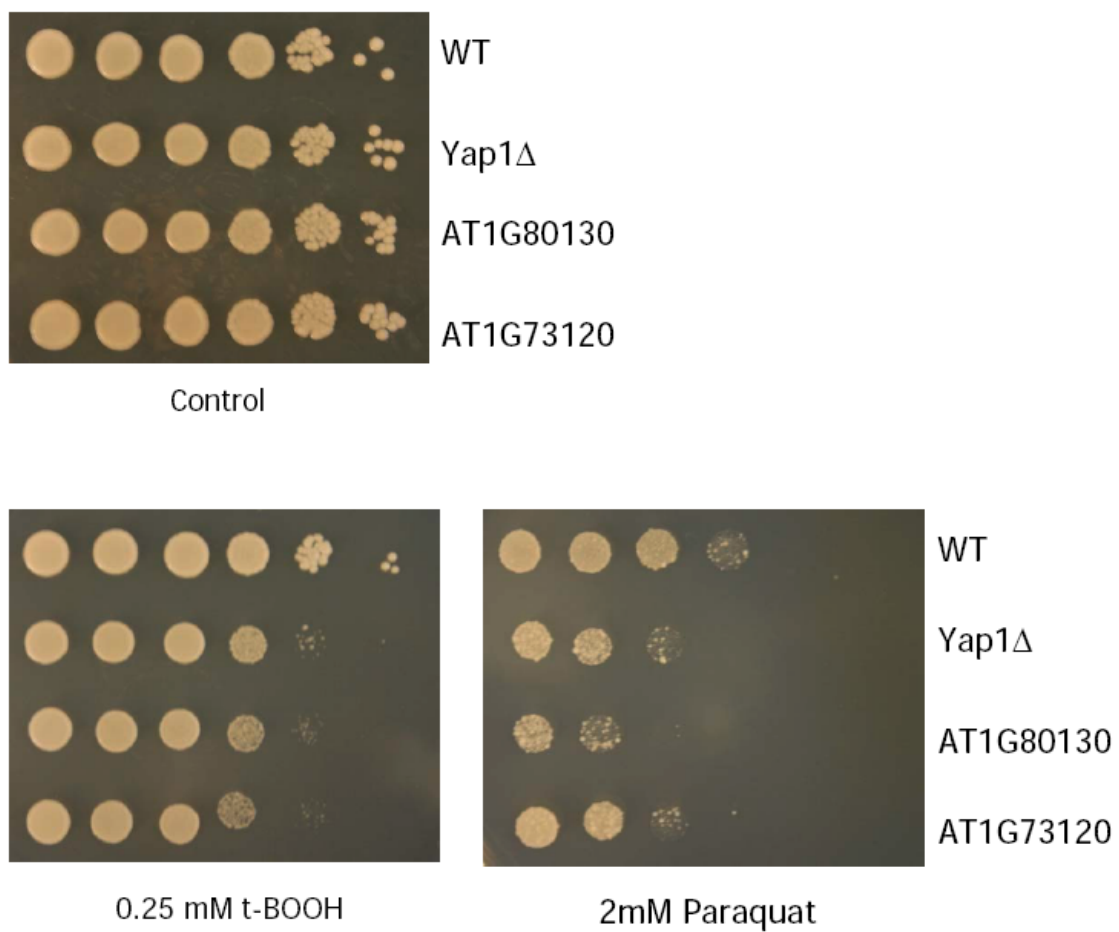 WT
Yap1Δ
AT1G80130
AT1G73120
Control
WT
Yap1Δ
AT1G80130
AT1G73120
0.25 mM t-BOOH
2mM Paraquat